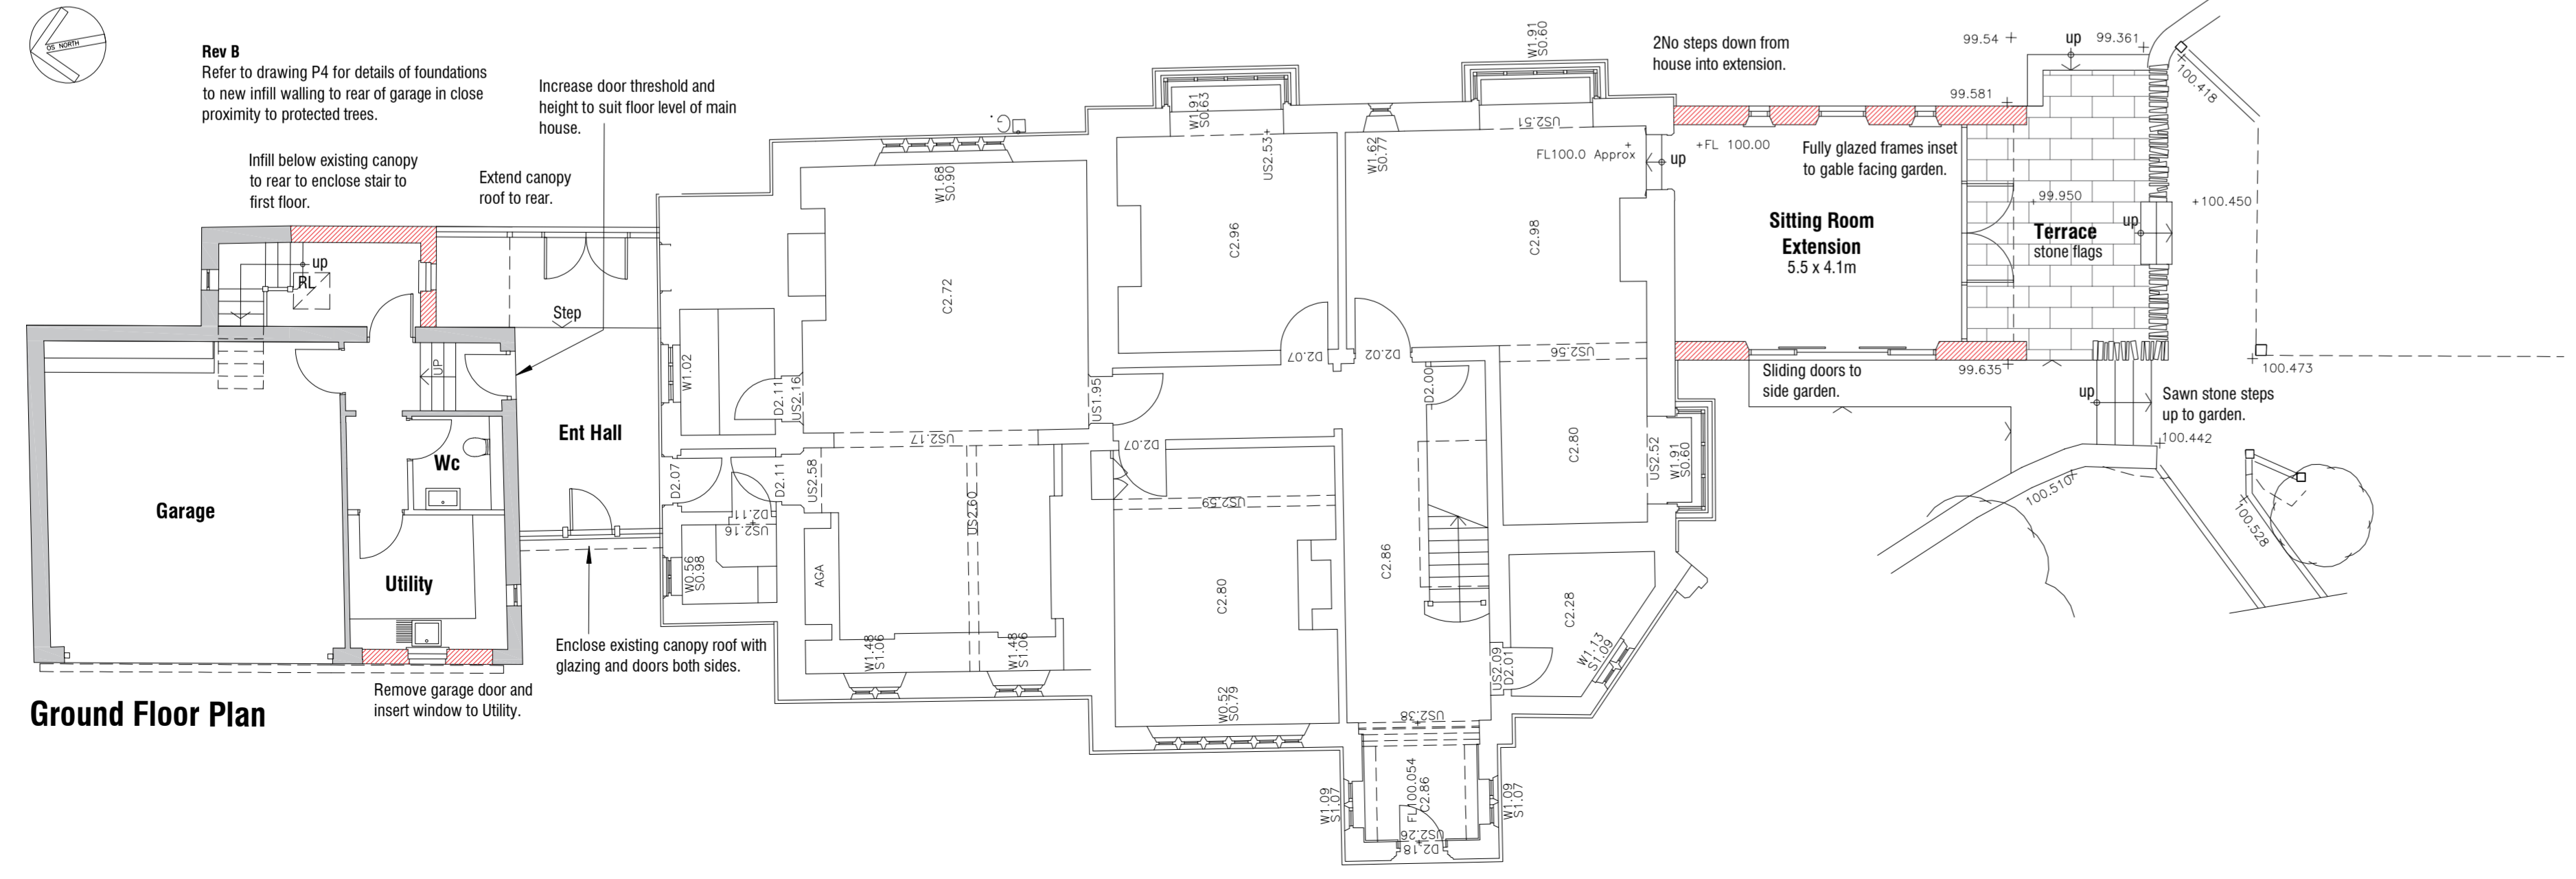 OS NORTH
Rev B
Refer to drawing P4 for details of foundations
to new infill walling to rear of garage in close
proximity to protected trees.
Infill below existing canopy
to rear to enclose stair to
first floor.
Increase door threshold and
height to suit floor level of main
house.
Extend canopy
roof to rear.
2No steps down from
house into extension.
99.54
up
99.361
100.418
99.581
G.
W1.91
S0.63
W1.91
S0.60
US2.51
US2.53
W1.62
S0.77
FL100.0 Approx
up
+FL 100.00
Fully glazed frames inset
to gable facing garden.
W1.68
S0.90
99.950
+100.450
Sitting Room
Extension
5.5 x 4.1m
Terrace
stone flags
up
up
RL
Step
C2.72
C2.96
C2.98
UP
W1.02
D2.11
US2.16
US1.95
D2.07
D2.02
US2.56
D2.00
99.635
100.473
Sliding doors to
side garden.
up
Sawn stone steps
up to garden.
100.442
Ent Hall
US2.17
D2.07
C2.80
US2.52
W1.91
S0.60
Wc
D2.07
D2.11
US2.58
US2.60
US2.59
100.510
100.528
Garage
D2.11
US2.16
Utility
W0.56
S0.98
AGA
C2.80
C2.86
C2.28
W1.13
S1.09
Enclose existing canopy roof with
glazing and doors both sides.
W1.48
S1.06
W1.48
S1.06
US2.09
D2.01
Remove garage door and
insert window to Utility.
W0.52
S0.79
US2.38
Ground Floor Plan
W1.09
S1.07
FL100.054
C2.86
W1.09
S1.07
US2.26
D2.18